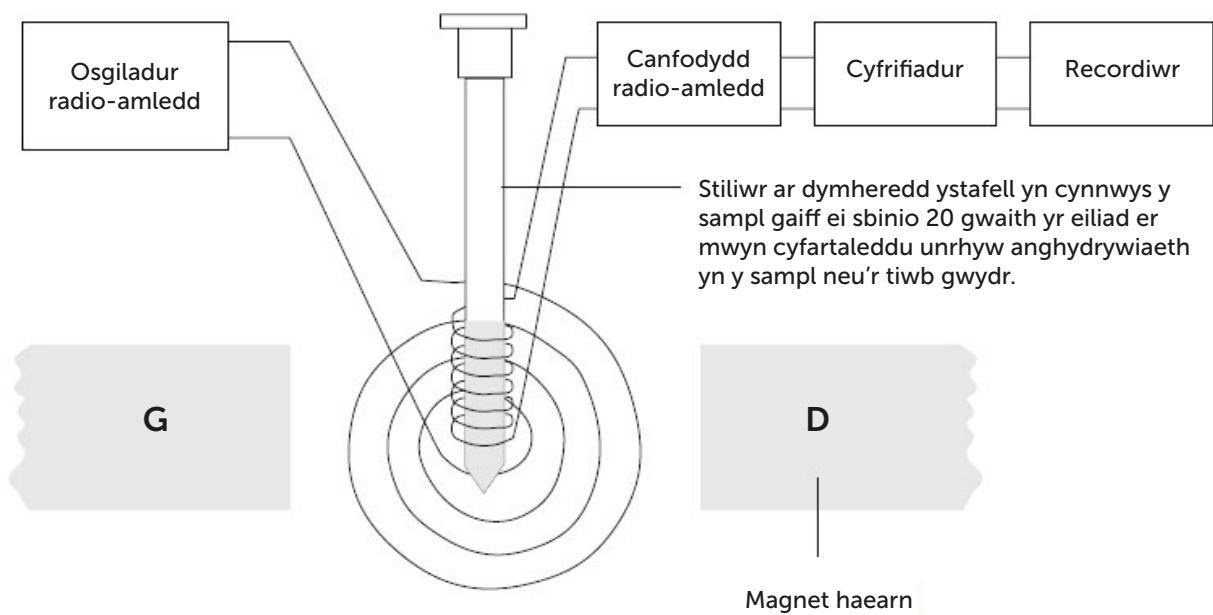 Osgiladur
radio-amledd
Canfodydd
radio-amledd
Cyfrifiadur
Recordiwr
Stiliwr ar dymheredd ystafell yn cynnwys y
sampl gaiff ei sbinio 20 gwaith yr eiliad er
mwyn cyfartaleddu unrhyw anghydrywiaeth
yn y sampl neu’r tiwb gwydr.
G
D
Magnet haearn